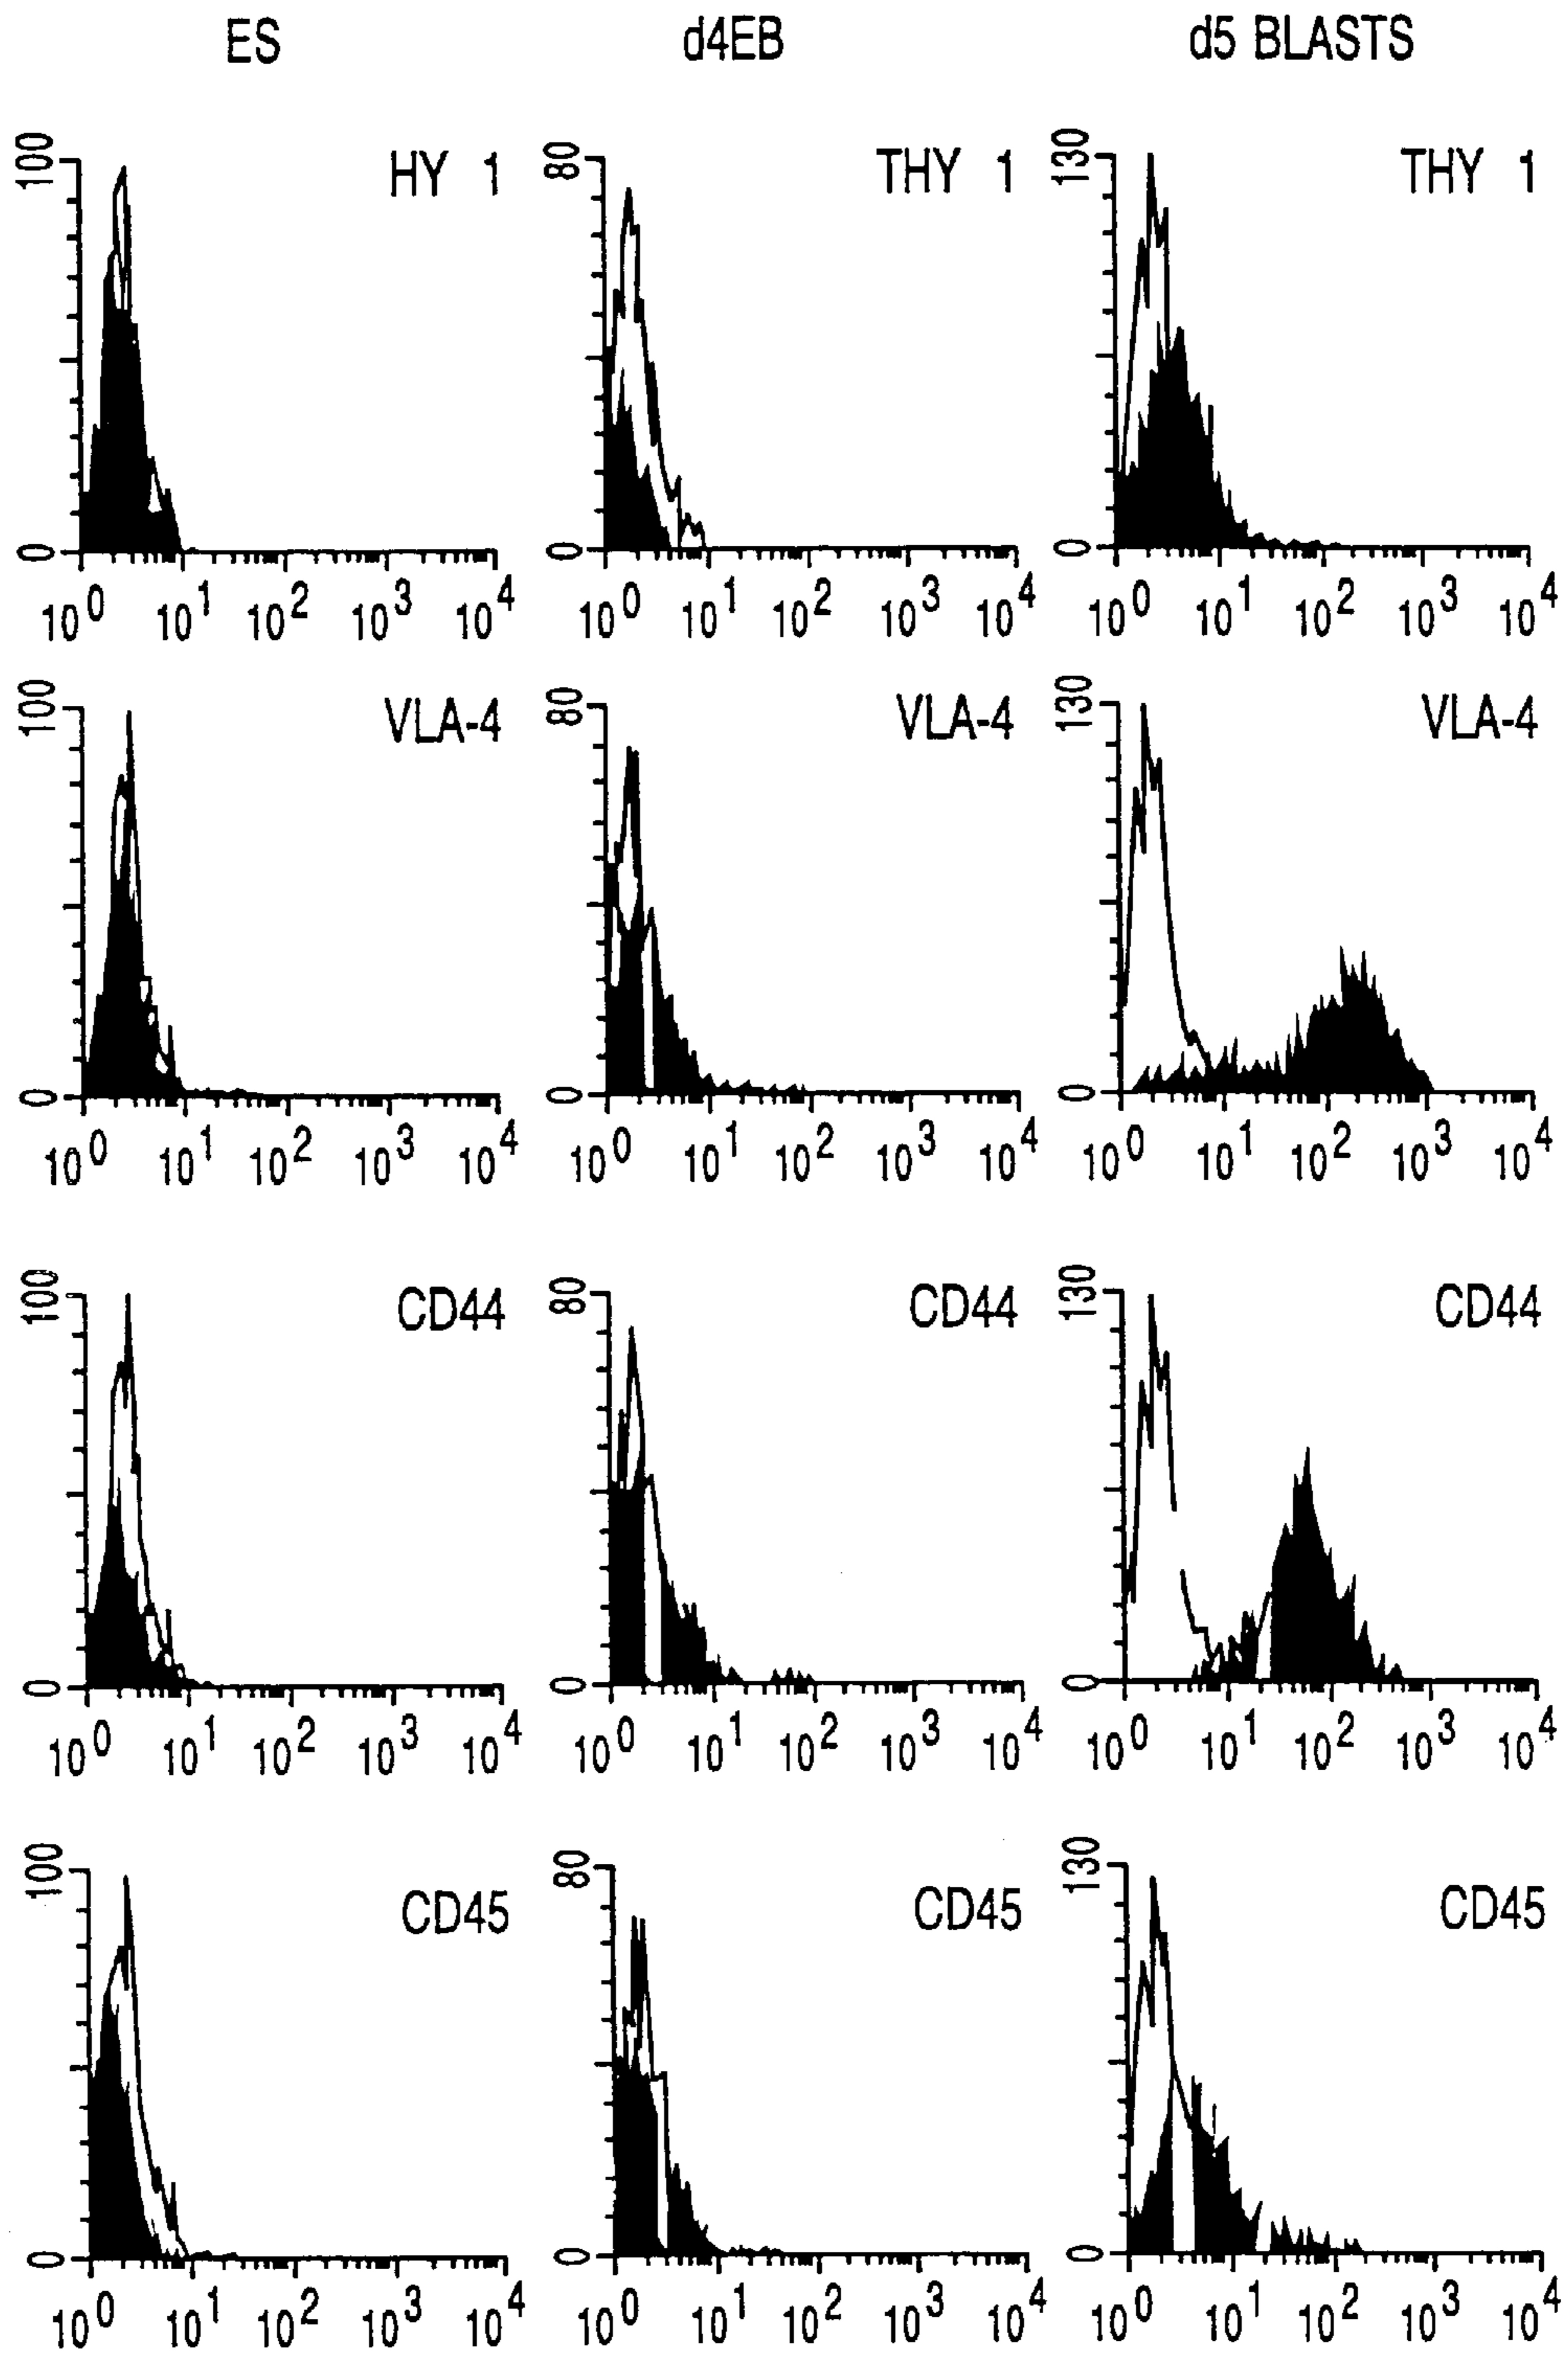 ES d4EB d5 BLASTS
100 HY 1 80 THY 1 130 THY 1
0 0 0
10^0 10^1 10^2 10^3 10^4 10^0 10^1 10^2 10^3 10^4 10^0 10^1 10^2 10^3 10^4
100 VLA-4 80 VLA-4 130 VLA-4
0 0 0
10^0 10^1 10^2 10^3 10^4 10^0 10^1 10^2 10^3 10^4 10^0 10^1 10^2 10^3 10^4
100 CD44 80 CD44 130 CD44
0 0 0
10^0 10^1 10^2 10^3 10^4 10^0 10^1 10^2 10^3 10^4 10^0 10^1 10^2 10^3 10^4
100 CD45 80 CD45 130 CD45
0 0 0
10^0 10^1 10^2 10^3 10^4 10^0 10^1 10^2 10^3 10^4 10^0 10^1 10^2 10^3 10^4